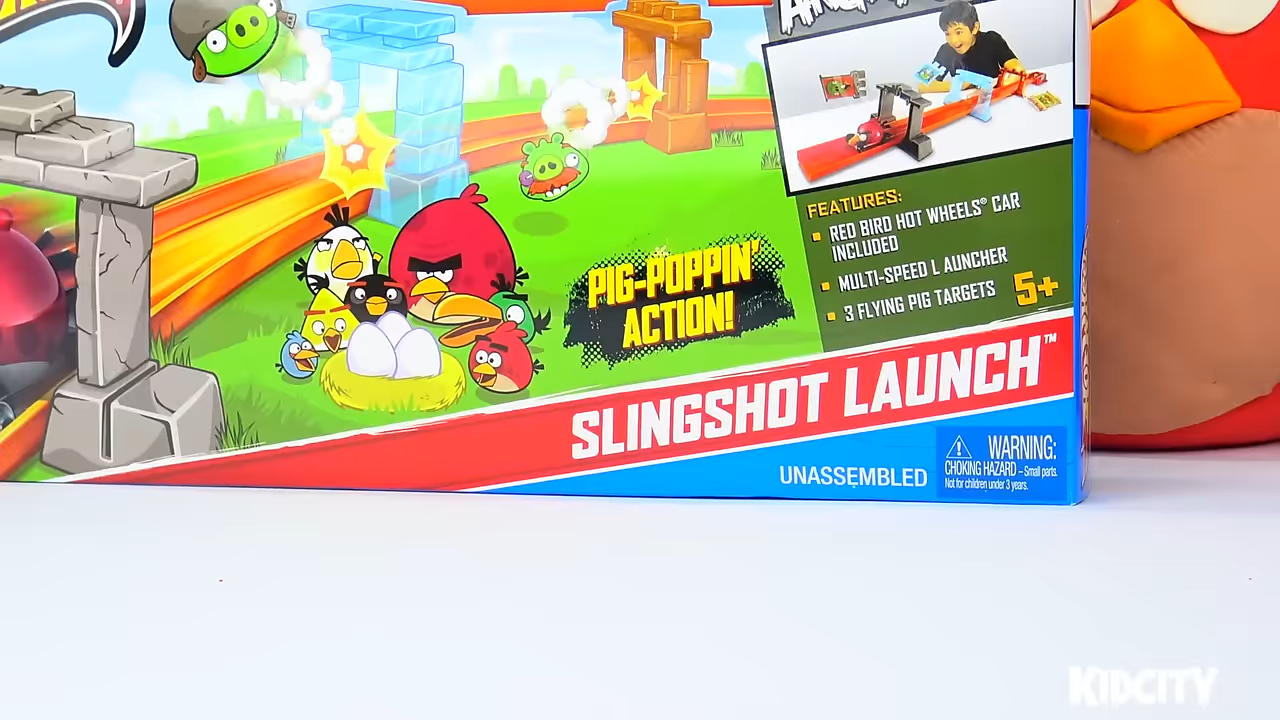 FEATURES:
RED BIRD HOT WHEELS® CAR
INCLUDED
MULTI-SPEED LAUNCHER
3 FLYING PIG TARGETS
5+
PIG-POPPIN'
ACTION!
SLINGSHOT LAUNCH™
UNASSEMBLED
WARNING:
CHOKING HAZARD – Small parts.
Not for children under 3 years.
KIDCITY